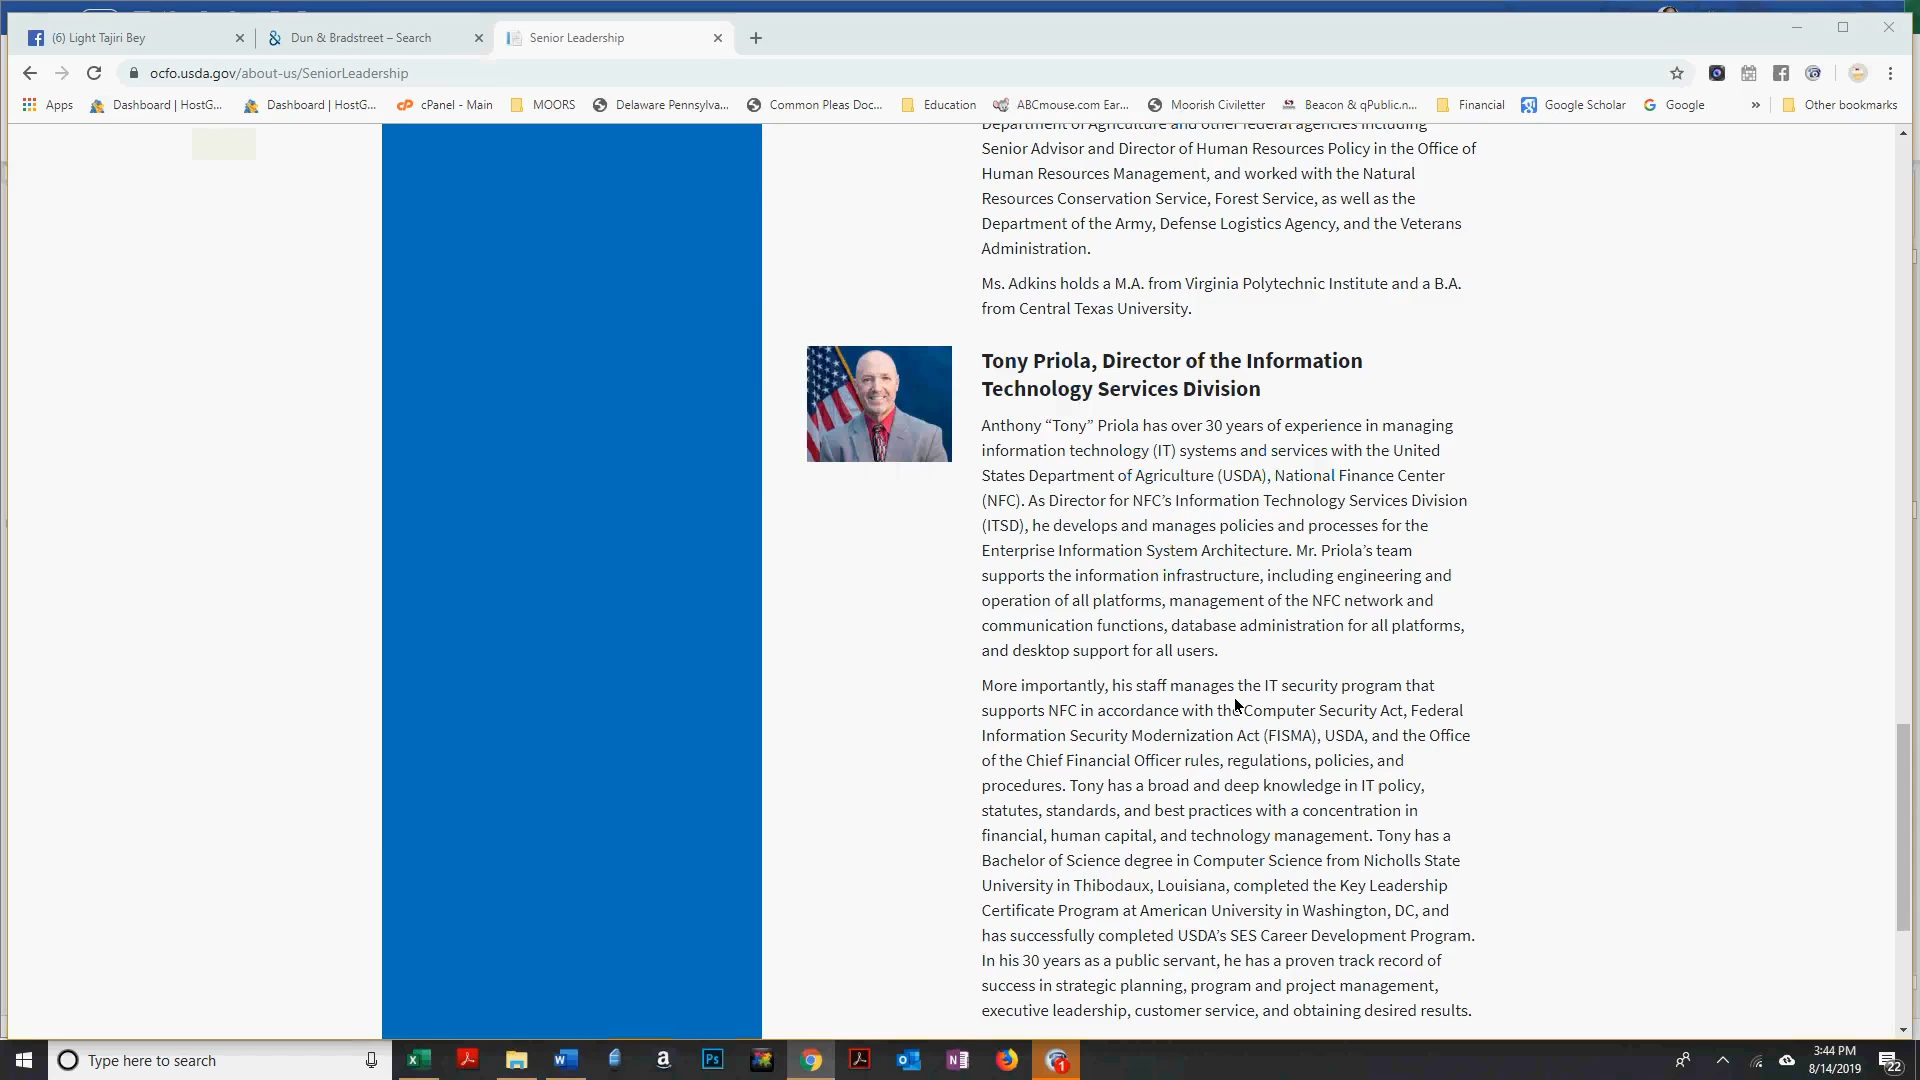 (6) Light Tajiri Bey
Dun & Bradstreet – Search
Senior Leadership
ocfo.usda.gov/about-us/SeniorLeadership
Apps
Dashboard | HostG...
Dashboard | HostG...
cPanel - Main
MOORS
Delaware Pennsylva...
Common Pleas Doc...
Education
ABCmouse.com Ear...
Moorish Civiletter
Beacon & qPublic.n...
Financial
Google Scholar
Google
»
Other bookmarks
Department of Agriculture and other federal agencies including
Senior Advisor and Director of Human Resources Policy in the Office of
Human Resources Management, and worked with the Natural
Resources Conservation Service, Forest Service, as well as the
Department of the Army, Defense Logistics Agency, and the Veterans
Administration.
Ms. Adkins holds a M.A. from Virginia Polytechnic Institute and a B.A.
from Central Texas University.
Tony Priola, Director of the Information
Technology Services Division
Anthony “Tony” Priola has over 30 years of experience in managing
information technology (IT) systems and services with the United
States Department of Agriculture (USDA), National Finance Center
(NFC). As Director for NFC’s Information Technology Services Division
(ITSD), he develops and manages policies and processes for the
Enterprise Information System Architecture. Mr. Priola’s team
supports the information infrastructure, including engineering and
operation of all platforms, management of the NFC network and
communication functions, database administration for all platforms,
and desktop support for all users.
More importantly, his staff manages the IT security program that
supports NFC in accordance with the Computer Security Act, Federal
Information Security Modernization Act (FISMA), USDA, and the Office
of the Chief Financial Officer rules, regulations, policies, and
procedures. Tony has a broad and deep knowledge in IT policy,
statutes, standards, and best practices with a concentration in
financial, human capital, and technology management. Tony has a
Bachelor of Science degree in Computer Science from Nicholls State
University in Thibodaux, Louisiana, completed the Key Leadership
Certificate Program at American University in Washington, DC, and
has successfully completed USDA’s SES Career Development Program.
In his 30 years as a public servant, he has a proven track record of
success in strategic planning, program and project management,
executive leadership, customer service, and obtaining desired results.
Type here to search
3:44 PM
8/14/2019
22